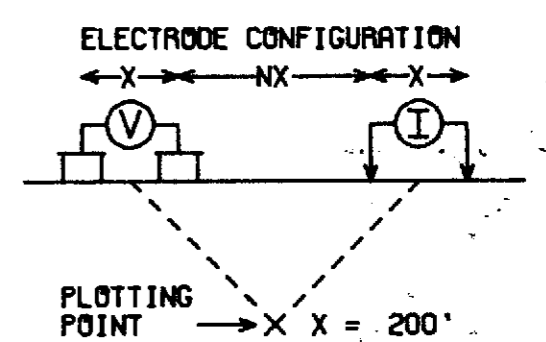 ELECTRODE CONFIGURATION
X NX X
V I
PLOTTING
POINT X X = 200'